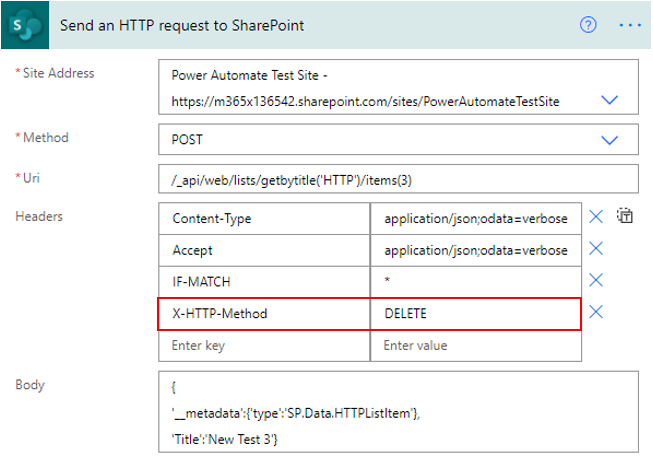 Send an HTTP request to SharePoint
* Site Address
Power Automate Test Site -
https://m365x136542.sharepoint.com/sites/PowerAutomateTestSite
* Method
POST
* Uri
/_api/web/lists/getbytitle('HTTP')/items(3)
Headers
Content-Type application/json;odata=verbose
Accept application/json;odata=verbose
IF-MATCH *
X-HTTP-Method DELETE
Enter key Enter value
Body
{
'__metadata':{'type':'SP.Data.HTTPListItem'},
'Title':'New Test 3'}